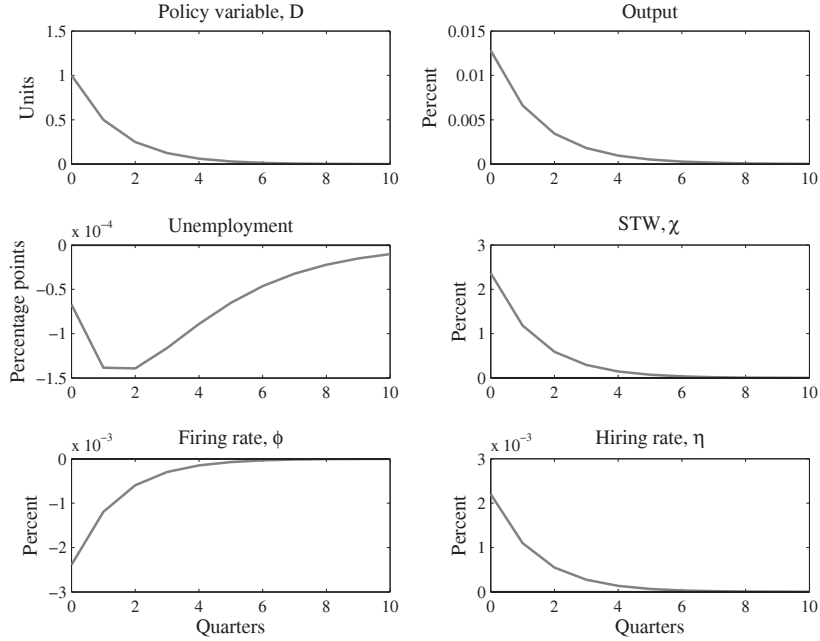 Policy variable, D
Units
1.5
1
0.5
0
0 2 4 6 8 10
Output
Percent
0.015
0.01
0.005
0
0 2 4 6 8 10
Unemployment
x 10⁻⁴
Percentage points
0
−0.5
−1
−1.5
0 2 4 6 8 10
STW, χ
Percent
3
2
1
0
0 2 4 6 8 10
Firing rate, ϕ
x 10⁻³
Percent
0
−1
−2
−3
0 2 4 6 8 10
Quarters
Hiring rate, η
x 10⁻³
Percent
3
2
1
0
0 2 4 6 8 10
Quarters